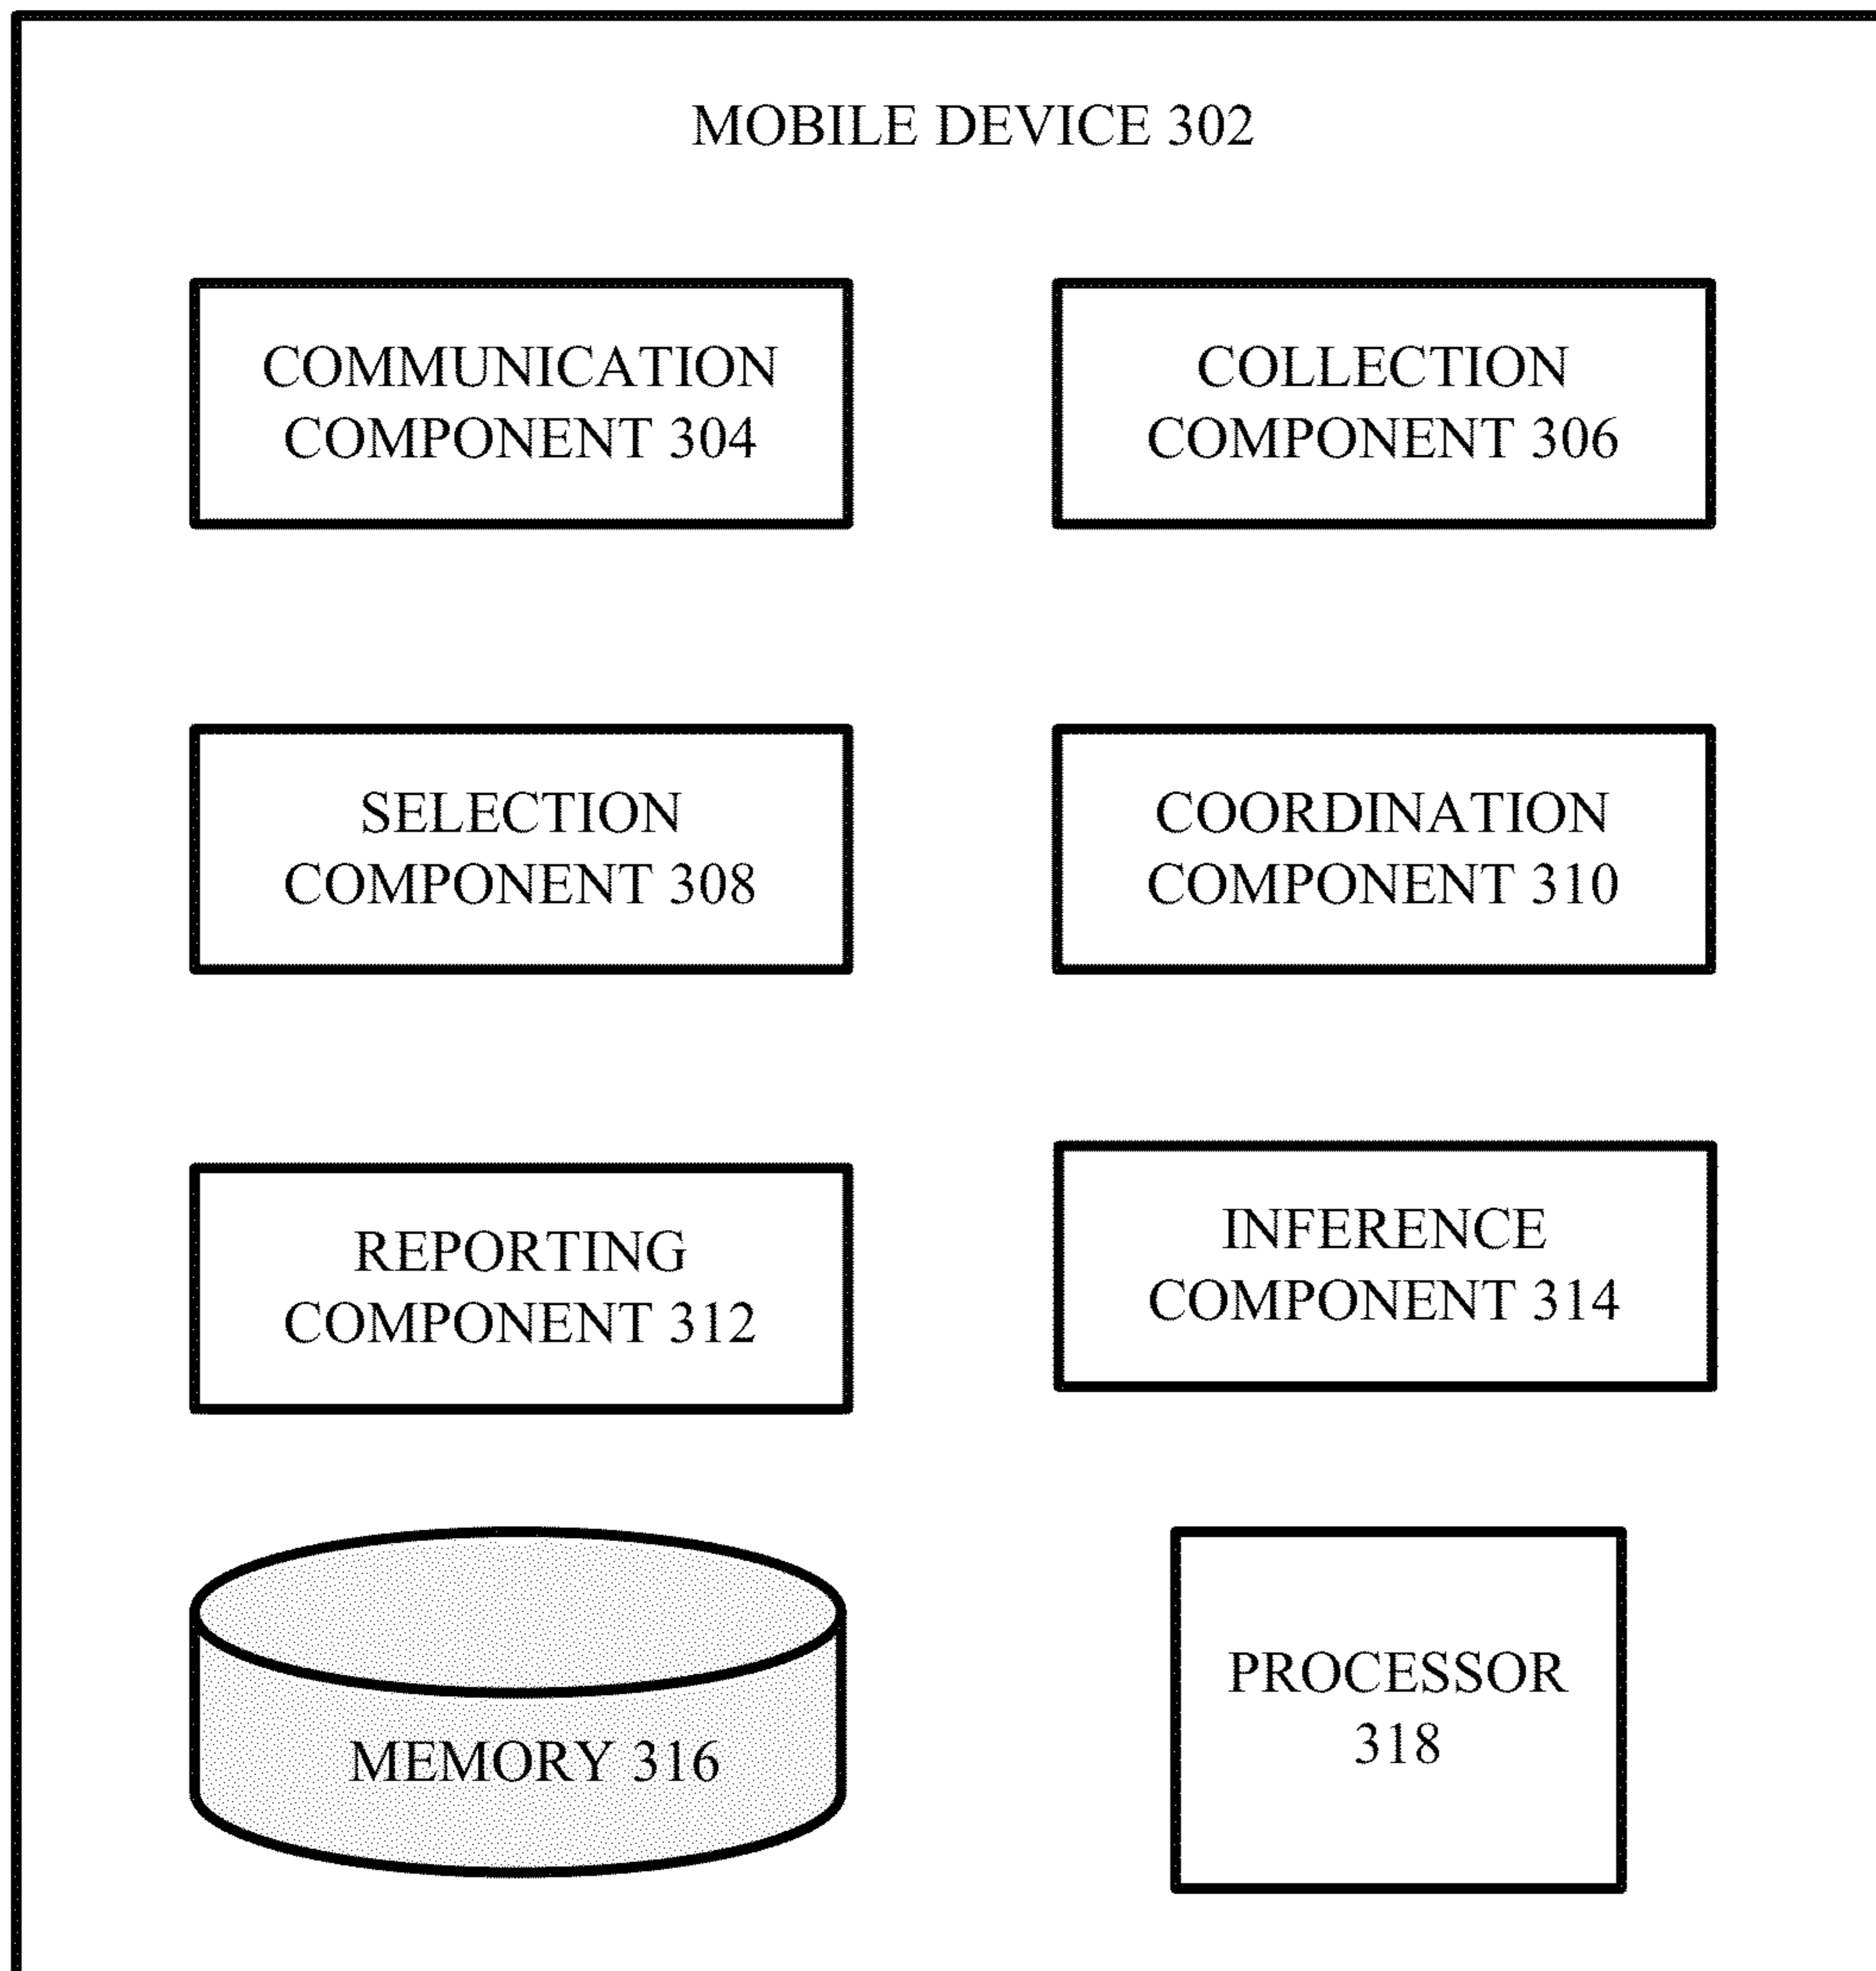 MOBILE DEVICE 302
COMMUNICATION
COMPONENT 304
COLLECTION
COMPONENT 306
SELECTION
COMPONENT 308
COORDINATION
COMPONENT 310
REPORTING
COMPONENT 312
INFERENCE
COMPONENT 314
MEMORY 316
PROCESSOR
318